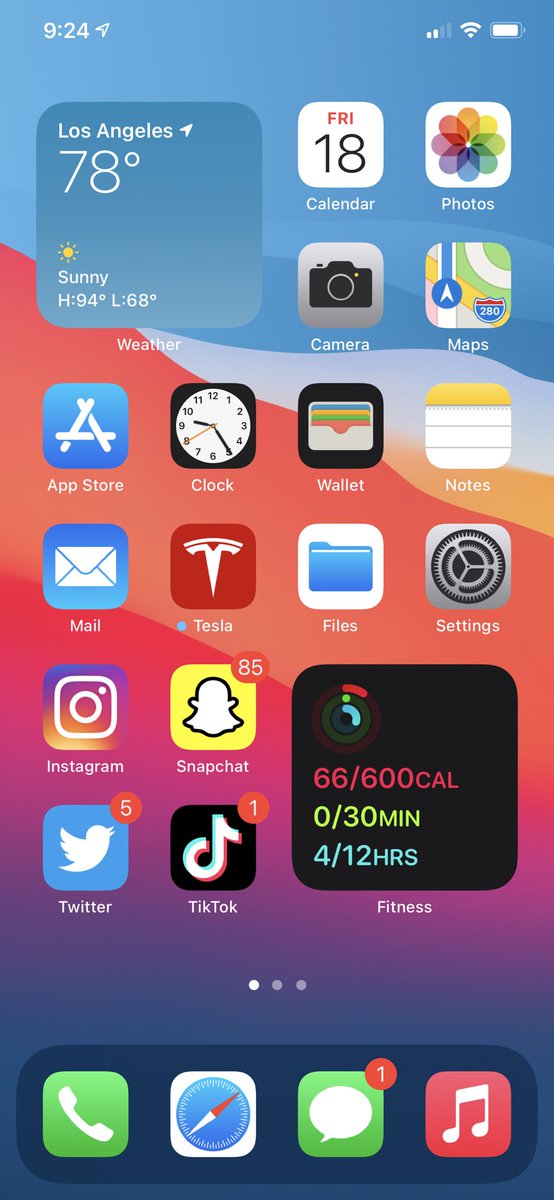 9:24
Los Angeles
78°
Sunny
H:94° L:68°
Weather
FRI
18
Calendar
Photos
Camera
280
Maps
App Store
12
1
2
3
4
5
6
7
8
9
10
11
Clock
Wallet
Notes
Mail
Tesla
Files
Settings
Instagram
85
Snapchat
66/600CAL
0/30MIN
4/12HRS
Fitness
5
Twitter
1
TikTok
1